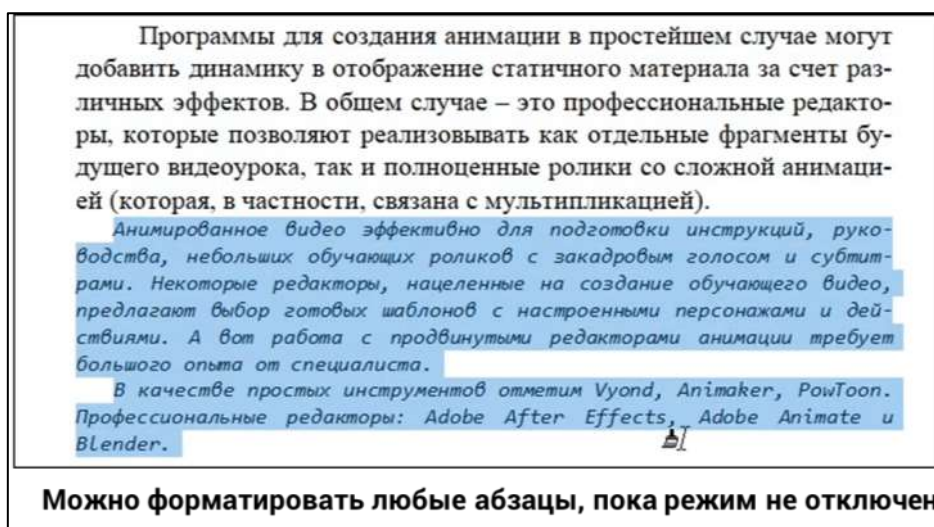 Программы для создания анимации в простейшем случае могут
добавить динамику в отображение статичного материала за счет раз-
личных эффектов. В общем случае – это профессиональные редакто-
ры, которые позволяют реализовывать как отдельные фрагменты бу-
дущего видеоурока, так и полноценные ролики со сложной анимаци-
ей (которая, в частности, связана с мультипликацией).
Анимированное видео эффективно для подготовки инструкций, руко-
водства, небольших обучающих роликов с закадровым голосом и субтит-
рами. Некоторые редакторы, нацеленные на создание обучающего видео,
предлагают выбор готовых шаблонов с настроенными персонажами и дей-
ствиями. А вот работа с продвинутыми редакторами анимации требует
большого опыта от специалиста.
В качестве простых инструментов отметим Vyond, Animaker, PowToon.
Профессиональные редакторы: Adobe After Effects, Adobe Animate и
Blender.
Можно форматировать любые абзацы, пока режим не отключен